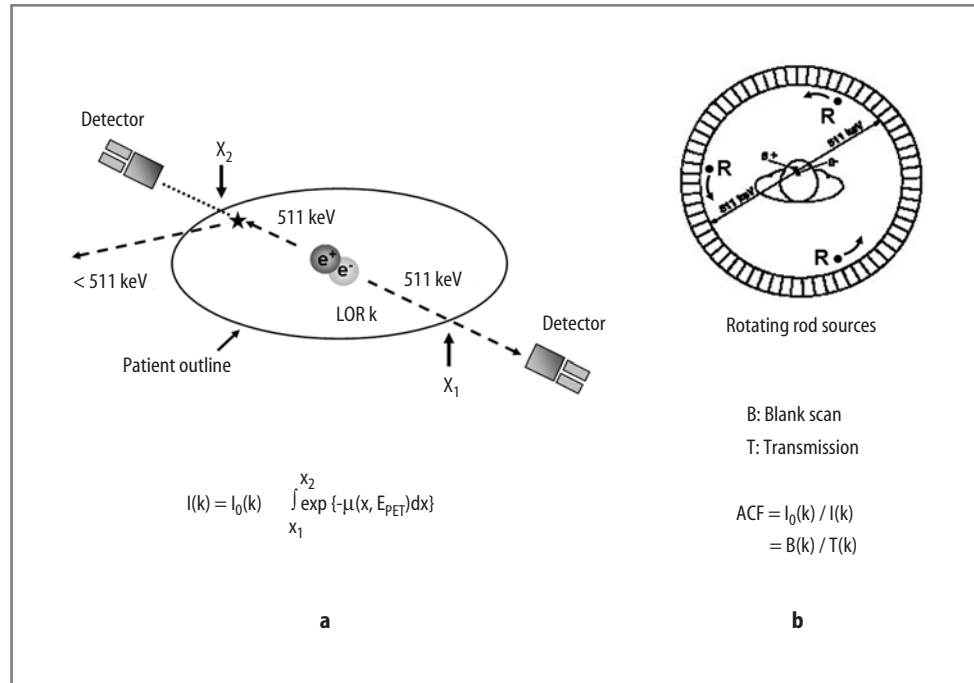 Detector
X₂
511 keV
e⁺
e⁻
511 keV
< 511 keV
LOR k
Detector
Patient outline
X₁
I(k) = I₀(k) ∫ exp {-μ(x, E_PET)dx}
x₂
x₁
a
R
511 keV
R
511 keV
R
Rotating rod sources
B: Blank scan
T: Transmission
ACF = I₀(k) / I(k)
= B(k) / T(k)
b